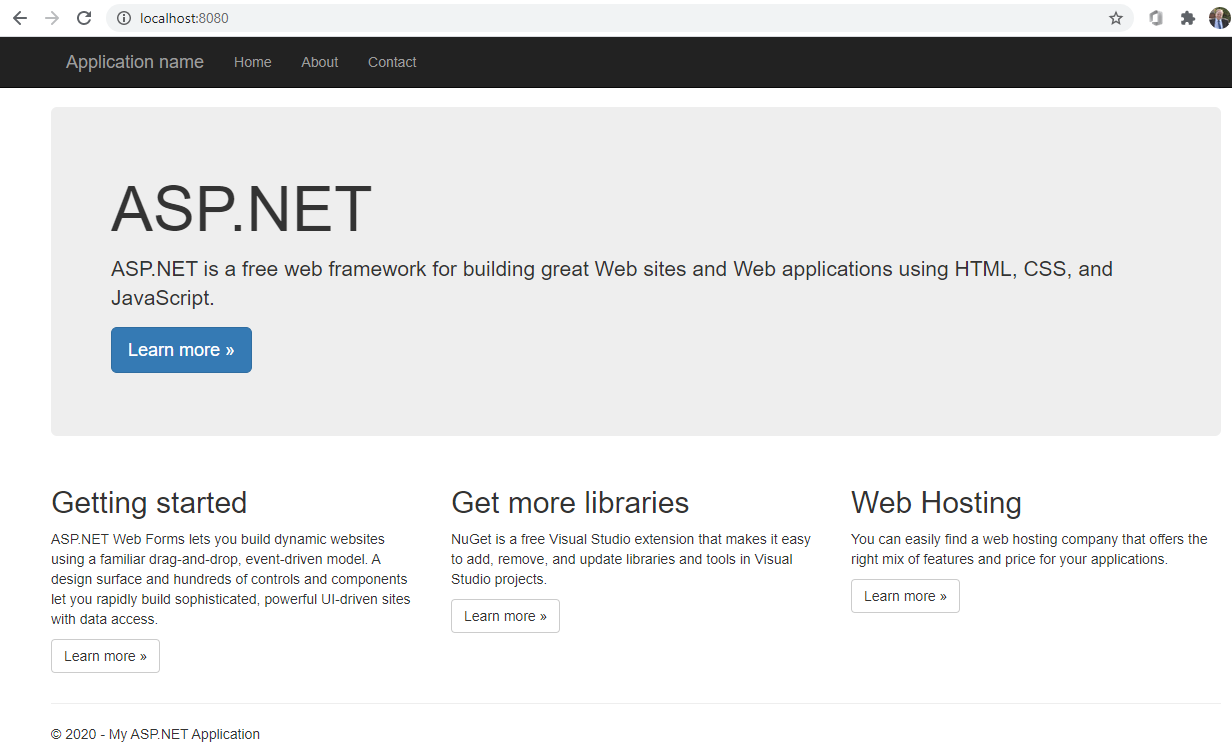 localhost:8080
Application name Home About Contact
ASP.NET
ASP.NET is a free web framework for building great Web sites and Web applications using HTML, CSS, and
JavaScript.
Learn more »
Getting started
ASP.NET Web Forms lets you build dynamic websites
using a familiar drag-and-drop, event-driven model. A
design surface and hundreds of controls and components
let you rapidly build sophisticated, powerful UI-driven sites
with data access.
Learn more »
Get more libraries
NuGet is a free Visual Studio extension that makes it easy
to add, remove, and update libraries and tools in Visual
Studio projects.
Learn more »
Web Hosting
You can easily find a web hosting company that offers the
right mix of features and price for your applications.
Learn more »
© 2020 - My ASP.NET Application